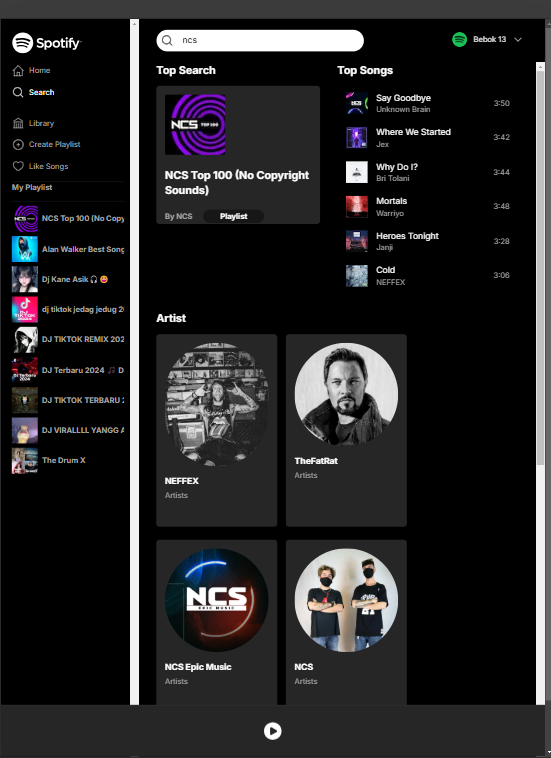 Spotify
Home
Search
Library
Create Playlist
Like Songs
My Playlist
NCS Top 100 (No Copy
Alan Walker Best Song
Dj Kane Asik 🎧 😍
dj tiktok jedag jedug 2
DJ TIKTOK REMIX 202
DJ Terbaru 2024 🎵 D
DJ TIKTOK TERBARU 2
DJ VIRALLLL YANGG A
The Drum X
ncs
Bebok 13
Top Search
NCS TOP 100
NCS Top 100 (No Copyright
Sounds)
By NCS
Playlist
Top Songs
Say Goodbye
Unknown Brain
3:50
Where We Started
Jex
3:42
Why Do I?
Bri Tolani
3:44
Mortals
Warriyo
3:48
Heroes Tonight
Janji
3:28
Cold
NEFFEX
3:06
Artist
NEFFEX
Artists
TheFatRat
Artists
NCS
EPIC MUSIC
NCS Epic Music
Artists
NCS
Artists